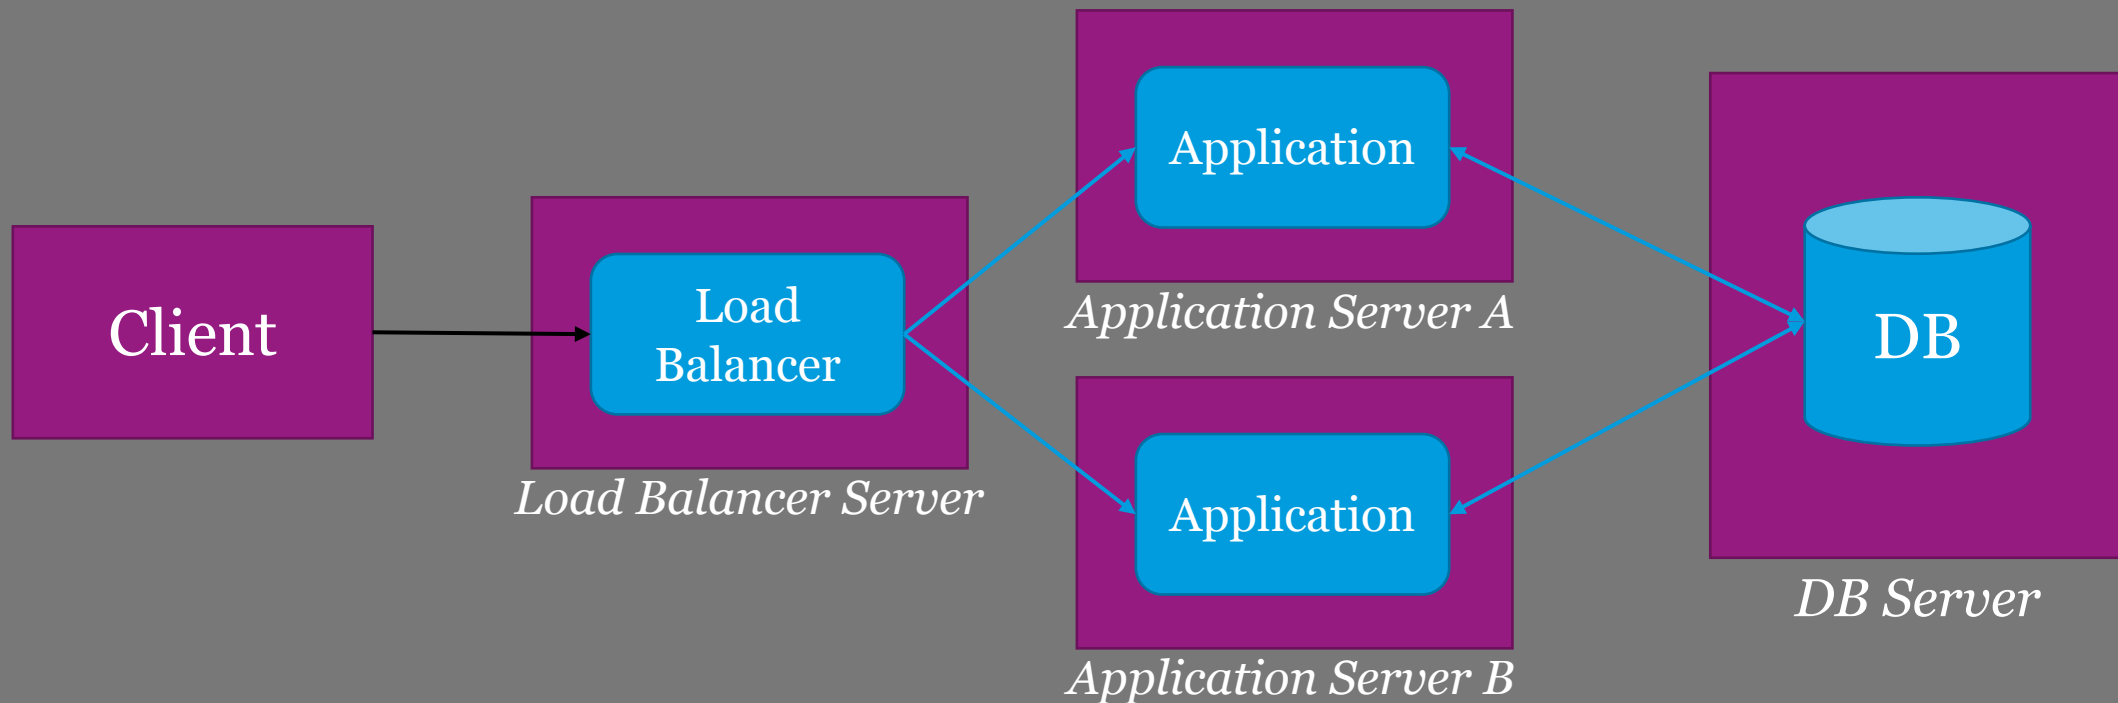 Client
Load
Balancer
Load Balancer Server
Application
Application Server A
Application
Application Server B
DB
DB Server